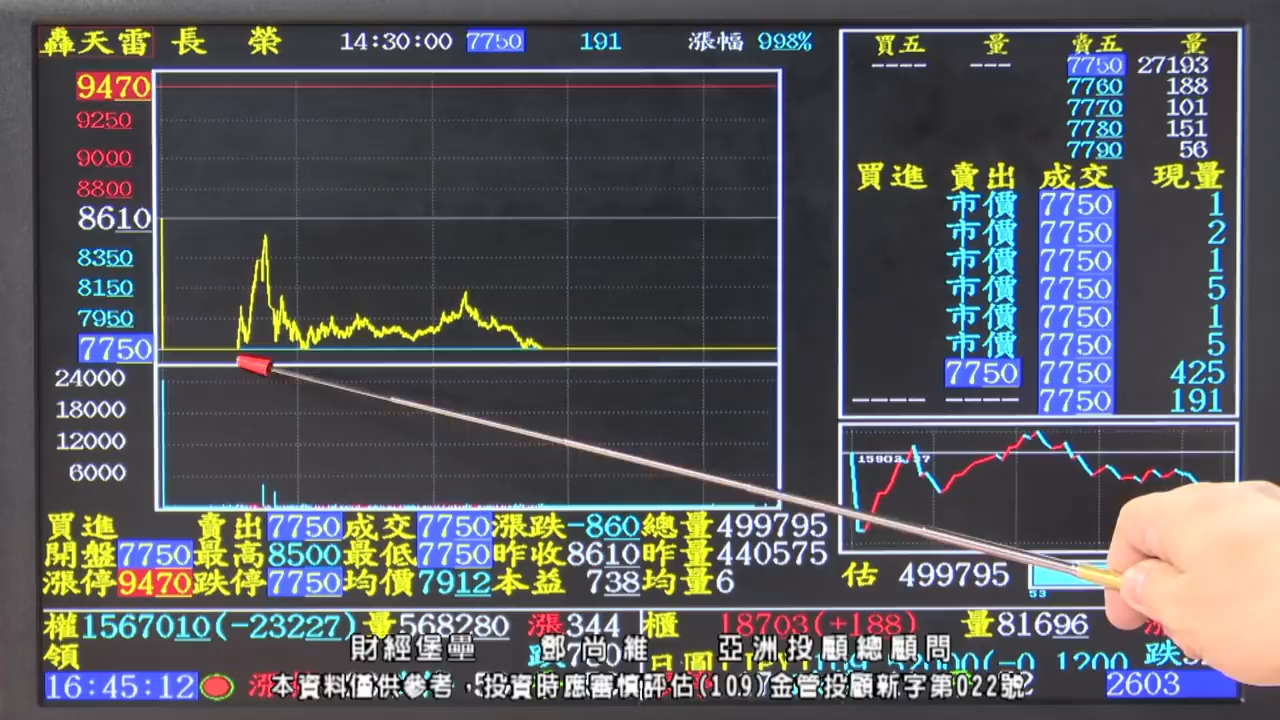 轟天雷 長 榮 14:30:00 7750 191 漲幅 998%
買五 量 賣五 量
---- --- 7750 27193
7760 188
7770 101
7780 151
7790 56
買進 賣出 成交 現量
市價 7750 1
市價 7750 2
市價 7750 1
市價 7750 5
市價 7750 1
市價 7750 5
7750 7750 425
---- ---- 7750 191
9470
9250
9000
8800
8610
8350
8150
7950
7750
24000
18000
12000
6000
買進 賣出7750成交7750漲跌-860總量499795
開盤7750最高8500最低7750昨收8610昨量440575
漲停9470跌停7750均價7912本益 738均量6
估 499795
53
權1567010(-23227)量568280 漲344 櫃 18703(+188) 量81696
領
財經堡壘 鄧尚維 亞洲投顧總顧問
16:45:12 2603
本資料僅供參考，投資時應審慎評估(109)金管投顧新字第022號